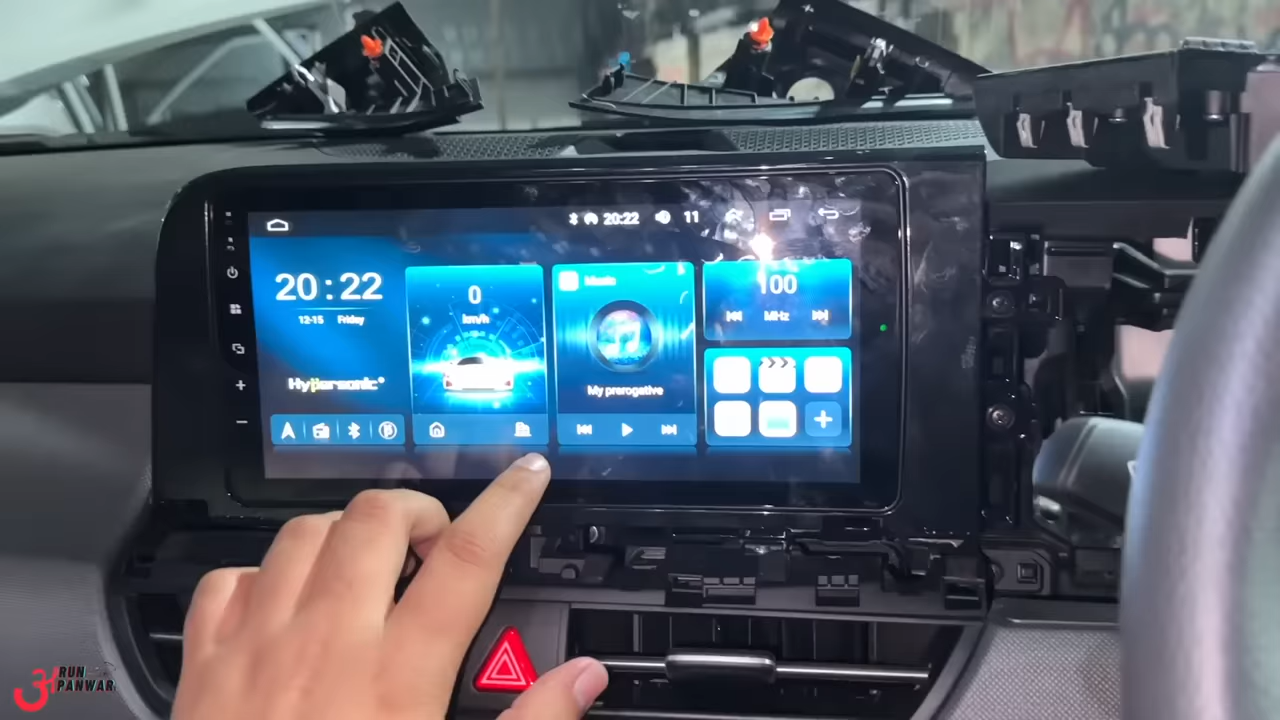 20:22 11
20:22
12-15 Friday
Hypersonic
0
km/h
Music
My prerogative
100
MHz
RUN
PANWAR